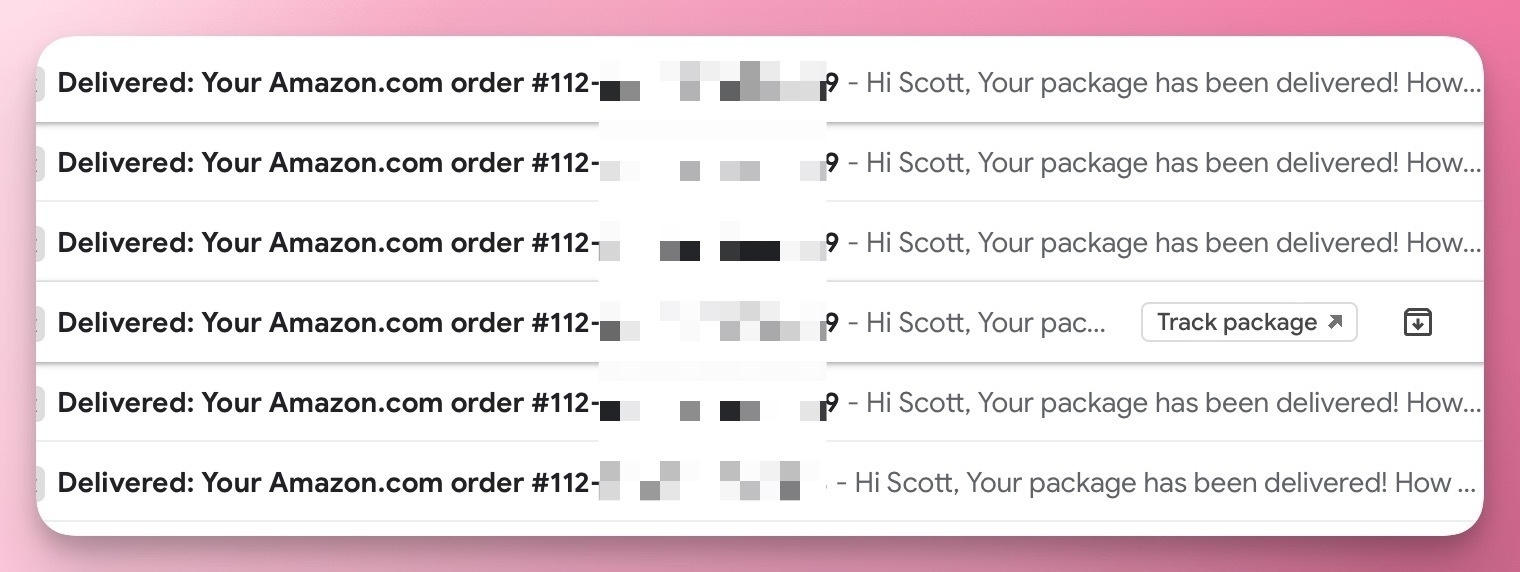 Delivered: Your Amazon.com order #112- 9 - Hi Scott, Your package has been delivered! How...
Delivered: Your Amazon.com order #112- 9 - Hi Scott, Your package has been delivered! How...
Delivered: Your Amazon.com order #112- 9 - Hi Scott, Your package has been delivered! How...
Delivered: Your Amazon.com order #112- 9 - Hi Scott, Your pac... Track package
Delivered: Your Amazon.com order #112- 9 - Hi Scott, Your package has been delivered! How...
Delivered: Your Amazon.com order #112- - Hi Scott, Your package has been delivered! How ...